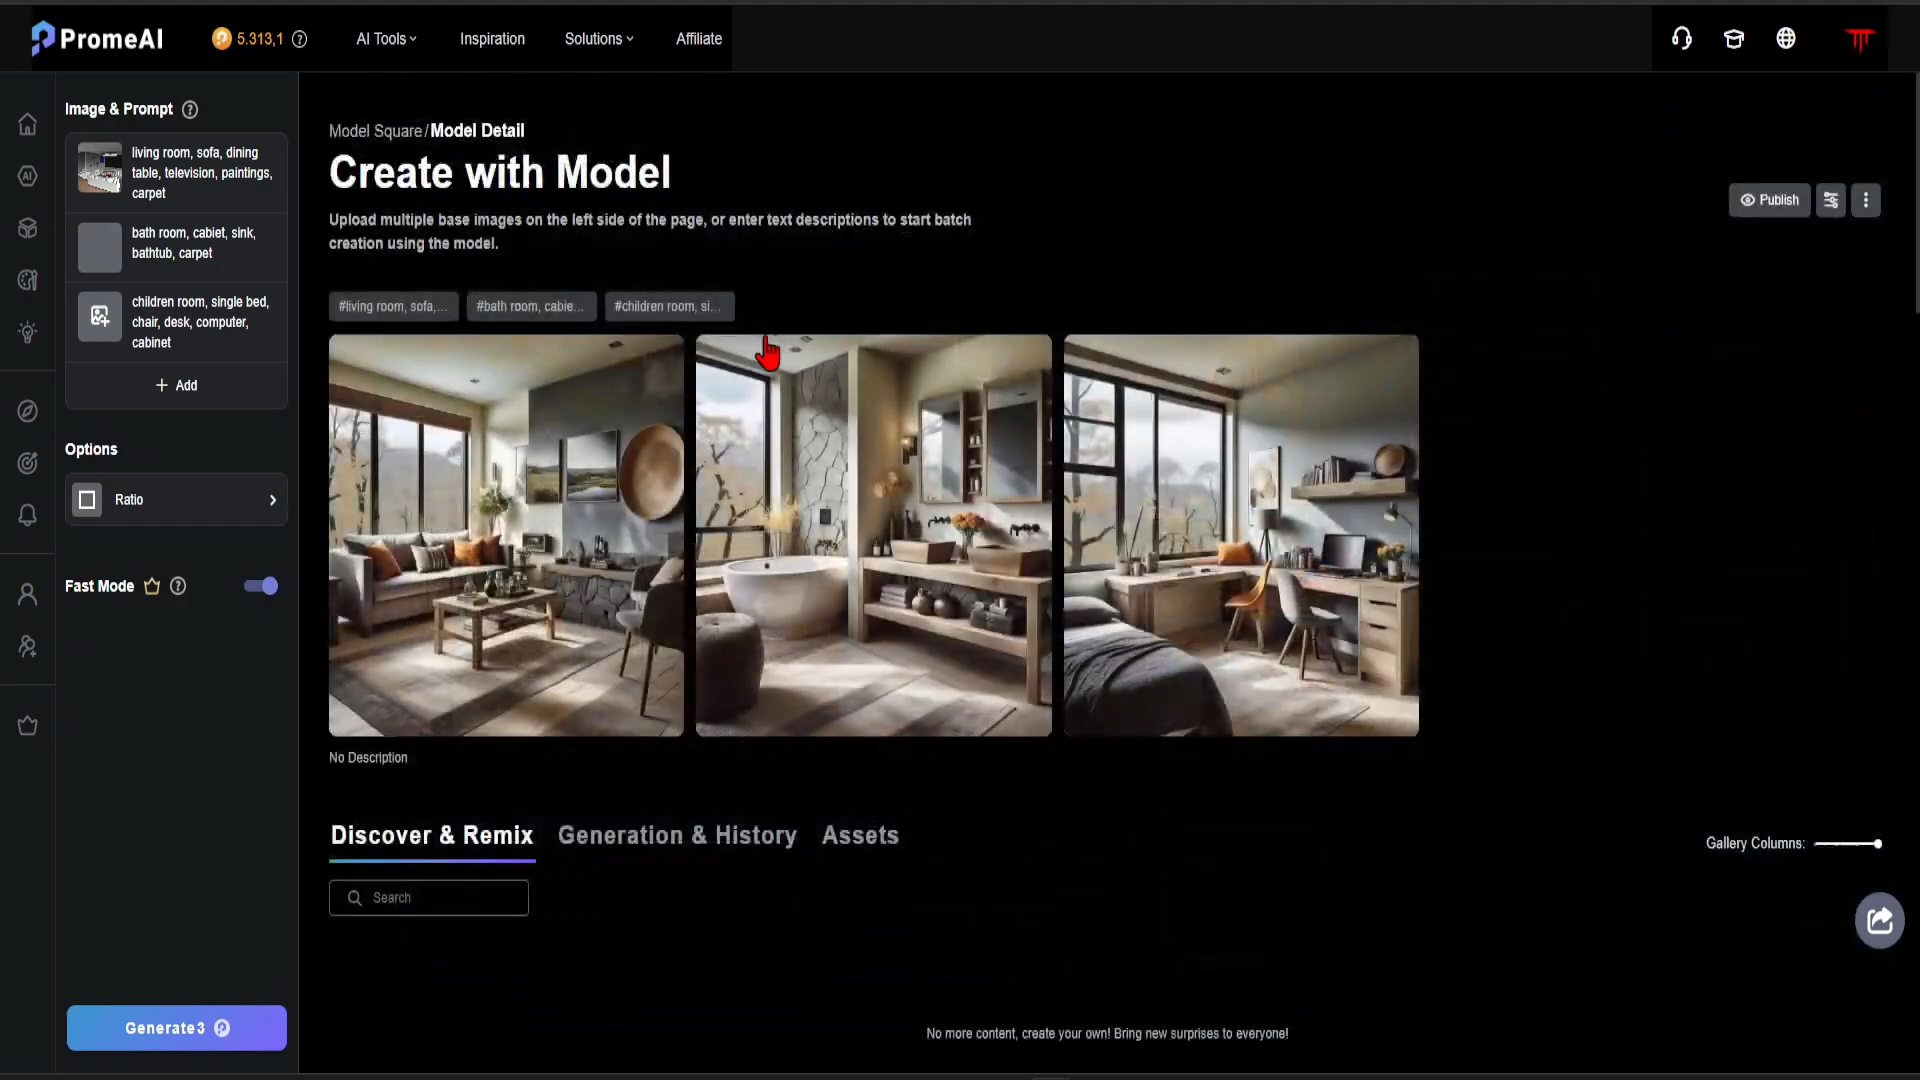 PromeAI
5.313,1
AI Tools
Inspiration
Solutions
Affiliate
Image & Prompt
living room, sofa, dining
table, television, paintings,
carpet
bath room, cabiet, sink,
bathtub, carpet
children room, single bed,
chair, desk, computer,
cabinet
+ Add
Options
Ratio
Fast Mode
Generate3
Model Square/Model Detail
Create with Model
Upload multiple base images on the left side of the page, or enter text descriptions to start batch
creation using the model.
Publish
#living room, sofa,...
#bath room, cabie...
#children room, si...
No Description
Discover & Remix
Generation & History
Assets
Gallery Columns:
Search
No more content, create your own! Bring new surprises to everyone!